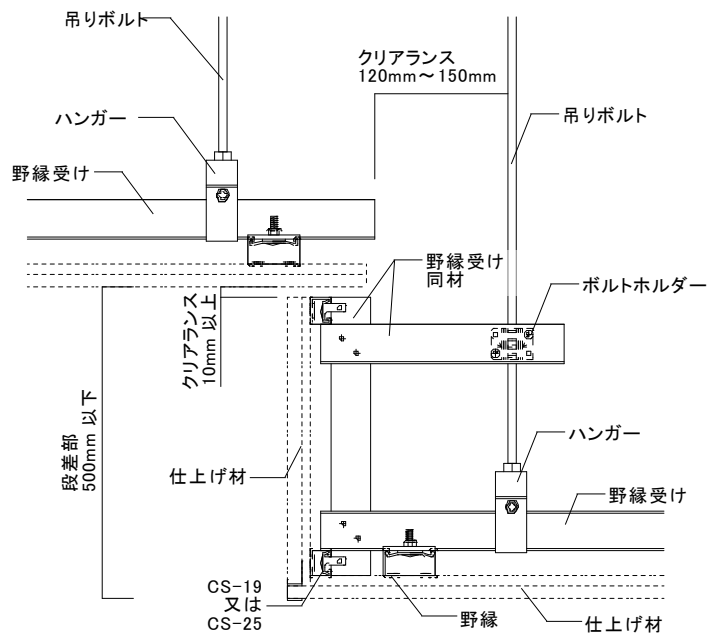 吊りボルト
クリアランス
120mm～150mm
吊りボルト
ハンガー
野縁受け
野縁受け
同材
ボルトホルダー
クリアランス
10mm 以上
段差部
500mm 以下
ハンガー
仕上げ材
野縁受け
CS-19
又は
CS-25
野縁
仕上げ材